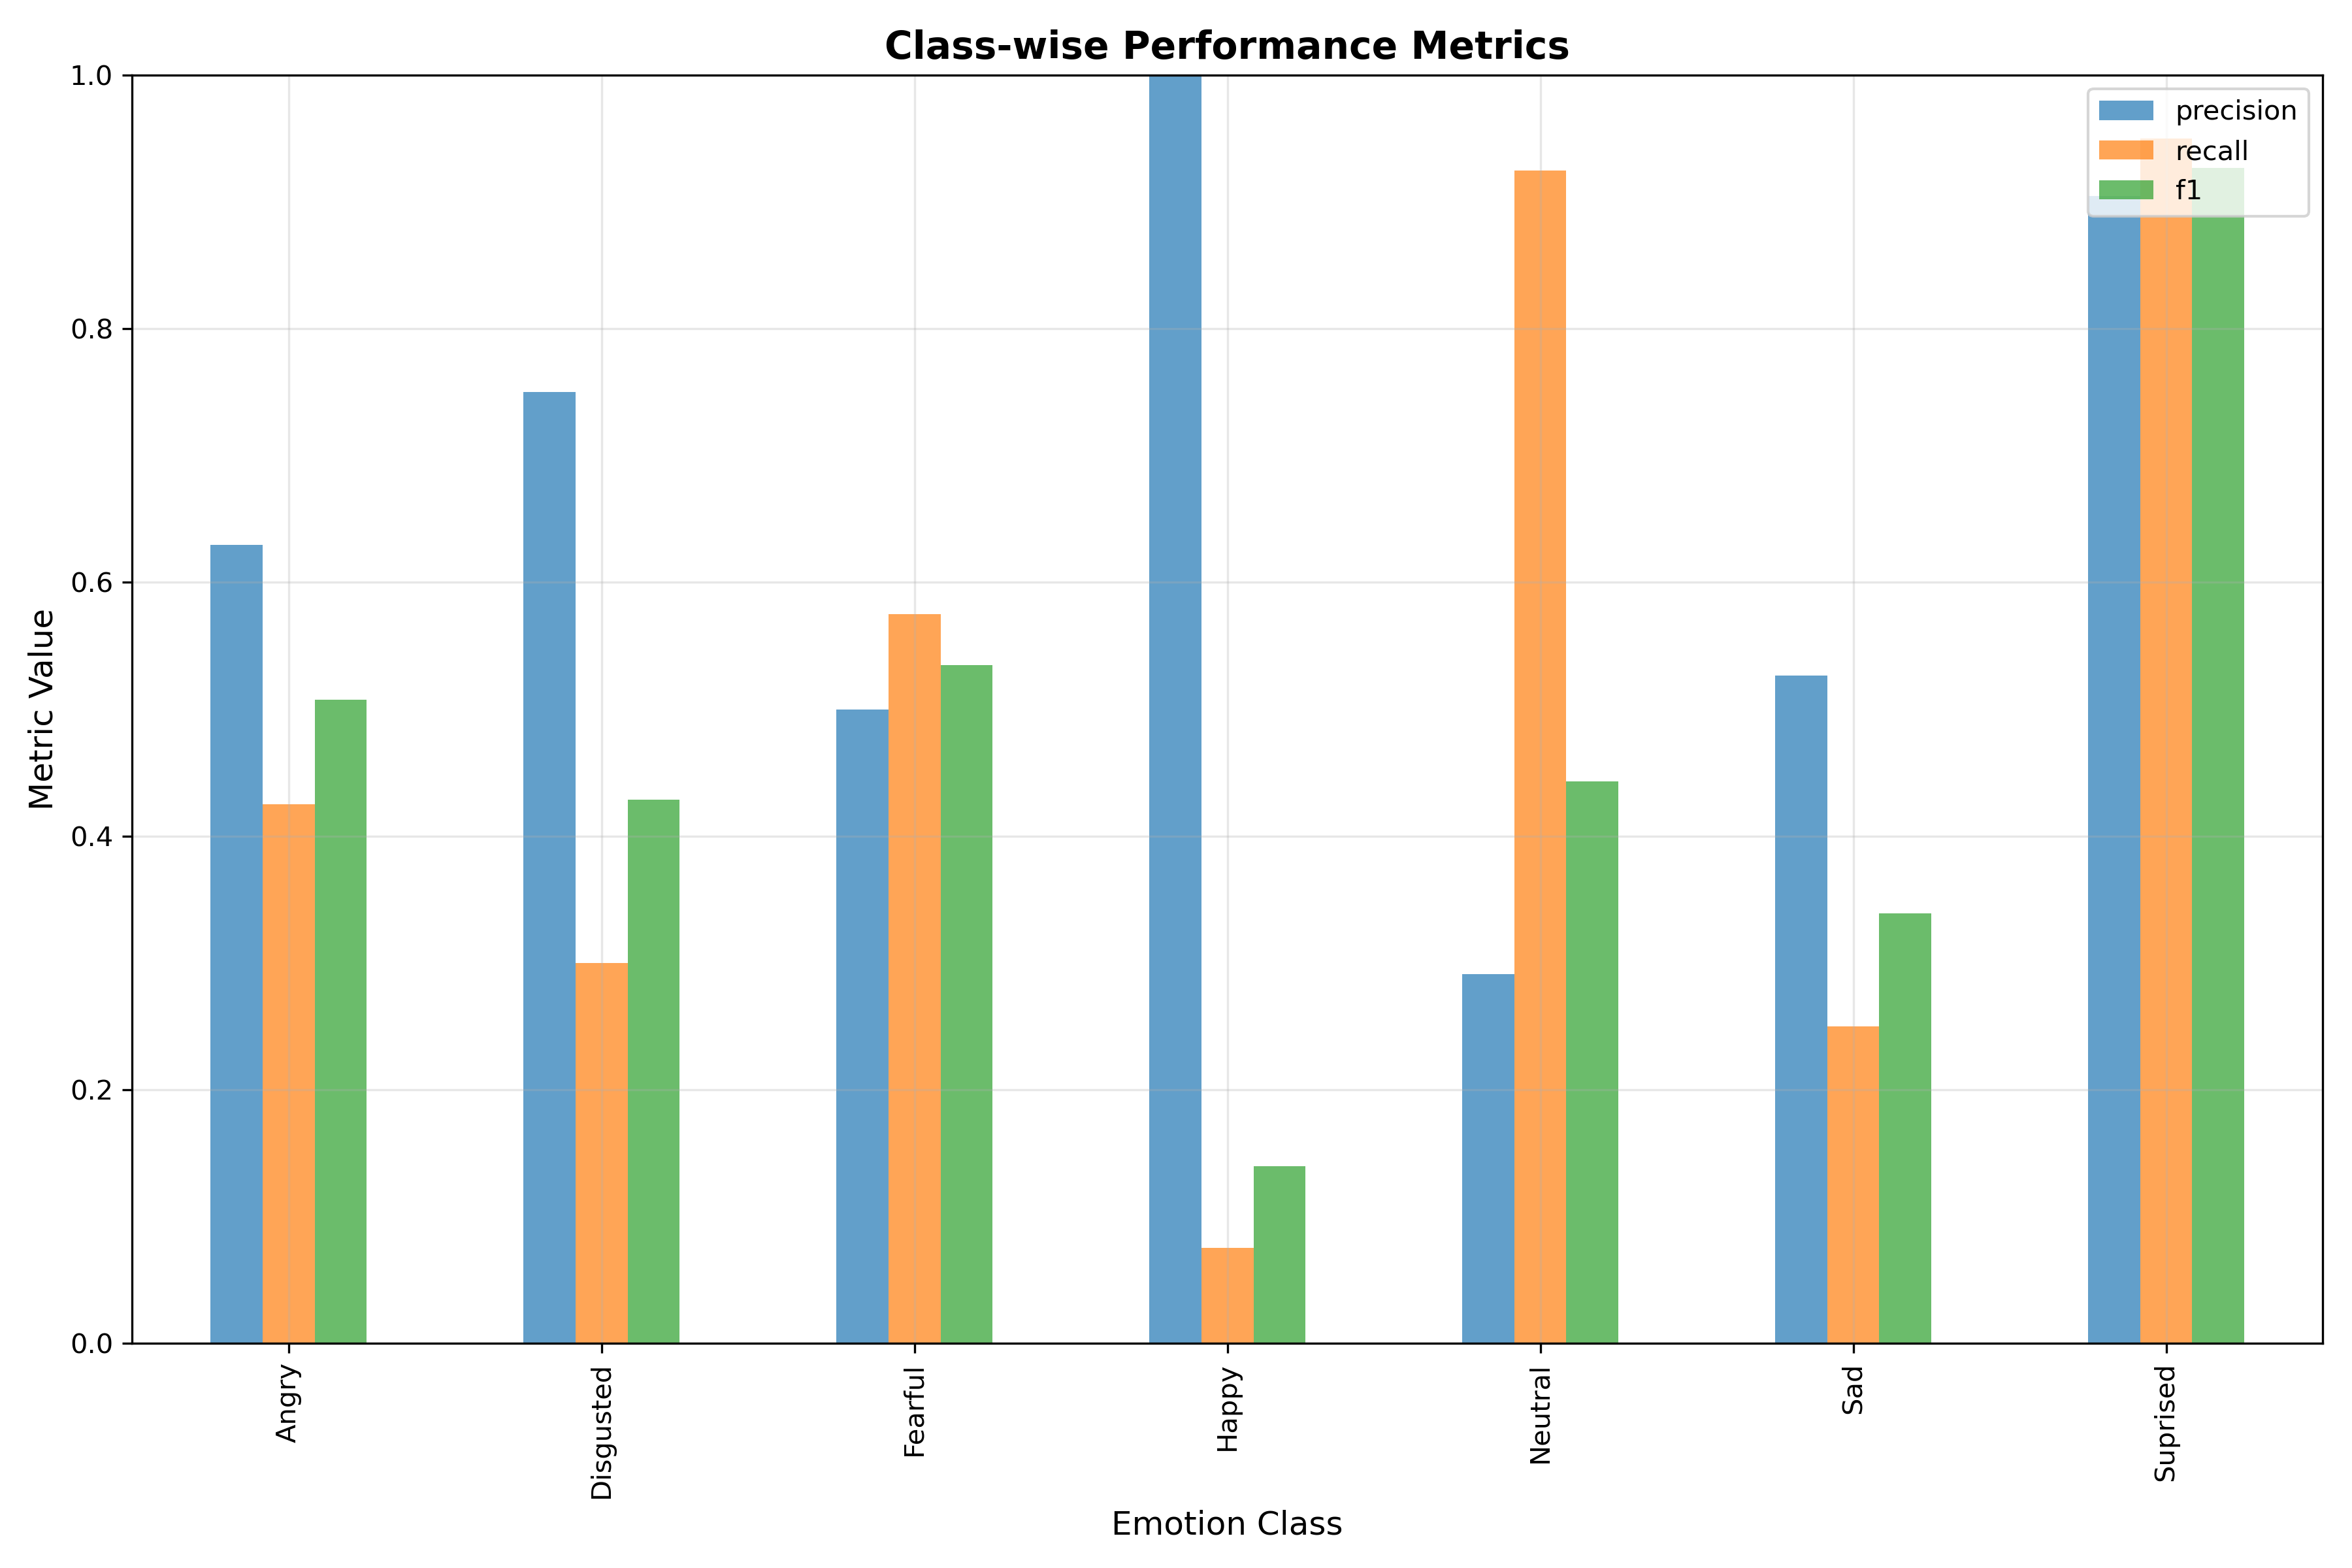 Class-wise Performance Metrics
1.0
0.8
0.6
0.4
0.2
0.0
Metric Value
precision
recall
f1
Angry
Disgusted
Fearful
Happy
Neutral
Sad
Suprised
Emotion Class